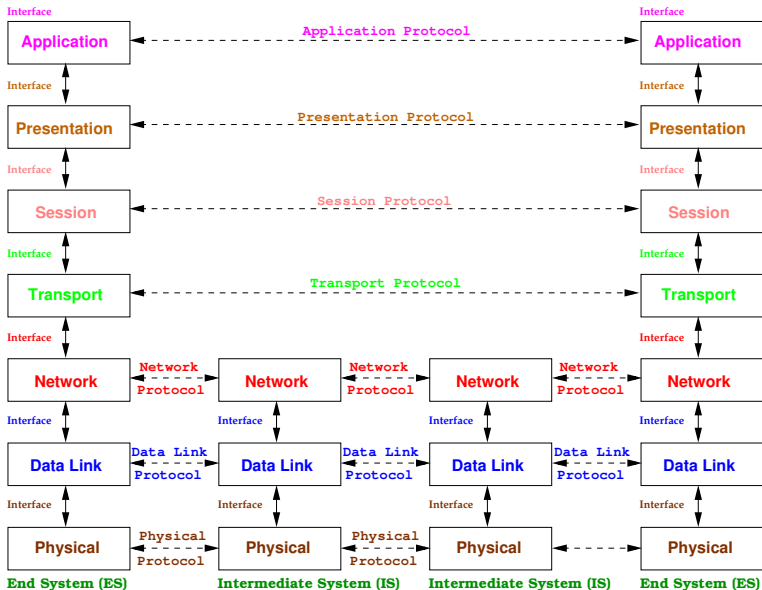 Interface Interface
Application Application Protocol Application
Interface Interface
Presentation Presentation Protocol Presentation
Interface Interface
Session Session Protocol Session
Interface Interface
Transport Transport Protocol Transport
Interface Interface
Network Network Network
Network Network Network Network
Protocol Protocol Protocol
Interface Interface Interface Interface
Data Link Data Link Data Link
Data Link Data Link Data Link Data Link
Protocol Protocol Protocol
Interface Interface Interface Interface
Physical Physical
Physical Physical Physical Physical
Protocol Protocol
End System (ES) Intermediate System (IS) Intermediate System (IS) End System (ES)